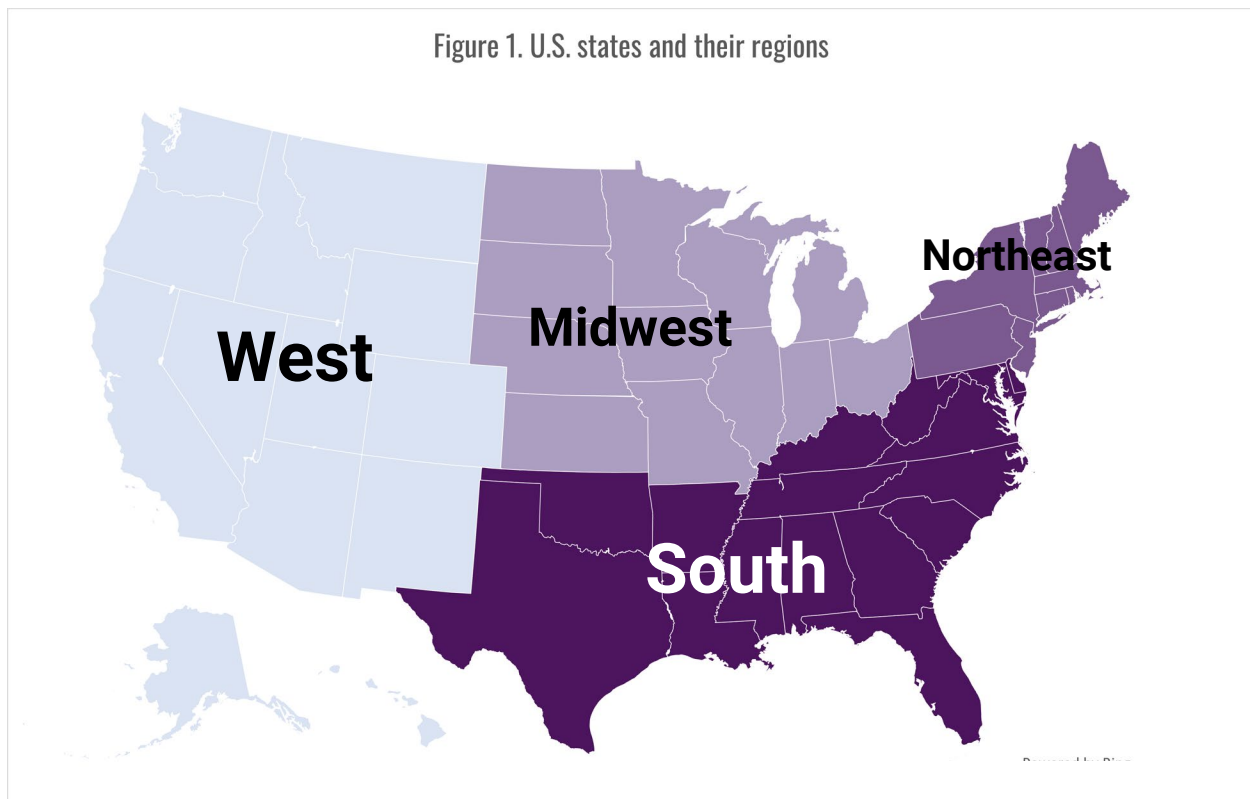 Figure 1. U.S. states and their regions
Northeast
Midwest
West
South